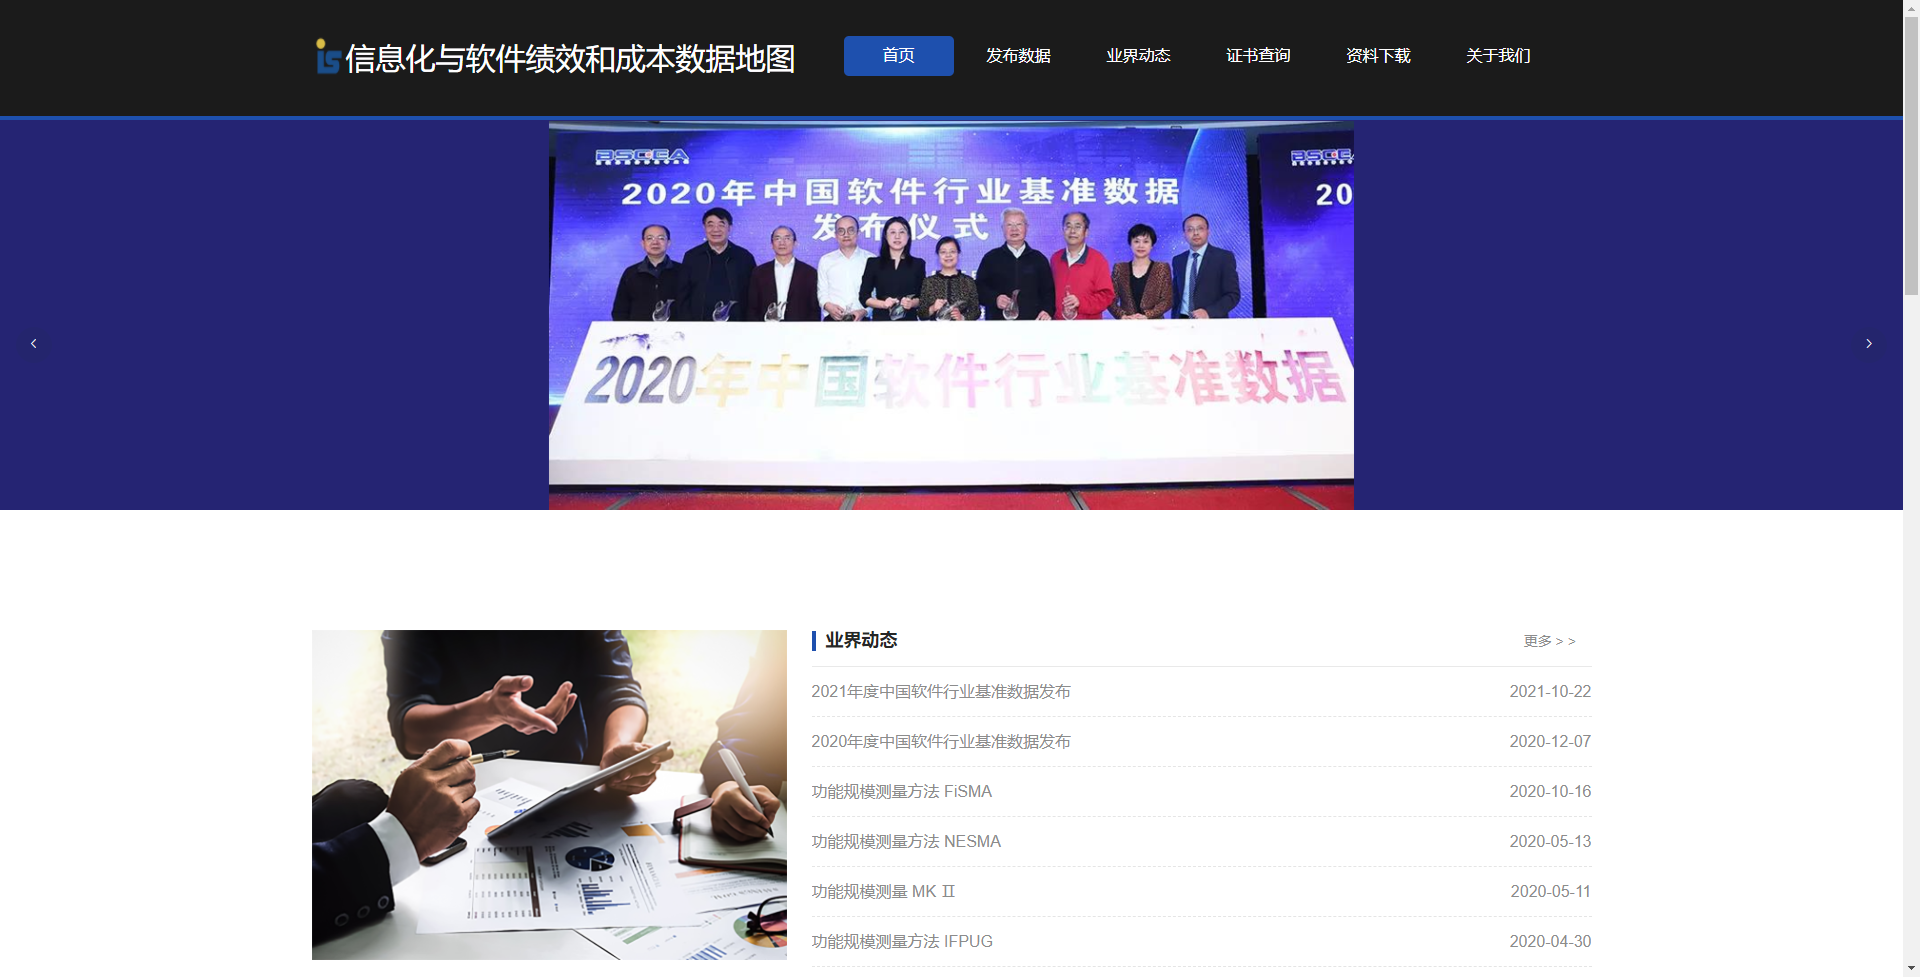 信息化与软件绩效和成本数据地图
首页
发布数据
业界动态
证书查询
资料下载
关于我们
BSCEA
BSCEA
2020年中国软件行业基准数据
20
发布仪式
2020年中国软件行业基准数据
业界动态
更多 > >
2021年度中国软件行业基准数据发布
2021-10-22
2020年度中国软件行业基准数据发布
2020-12-07
功能规模测量方法 FiSMA
2020-10-16
功能规模测量方法 NESMA
2020-05-13
功能规模测量 MK Ⅱ
2020-05-11
功能规模测量方法 IFPUG
2020-04-30